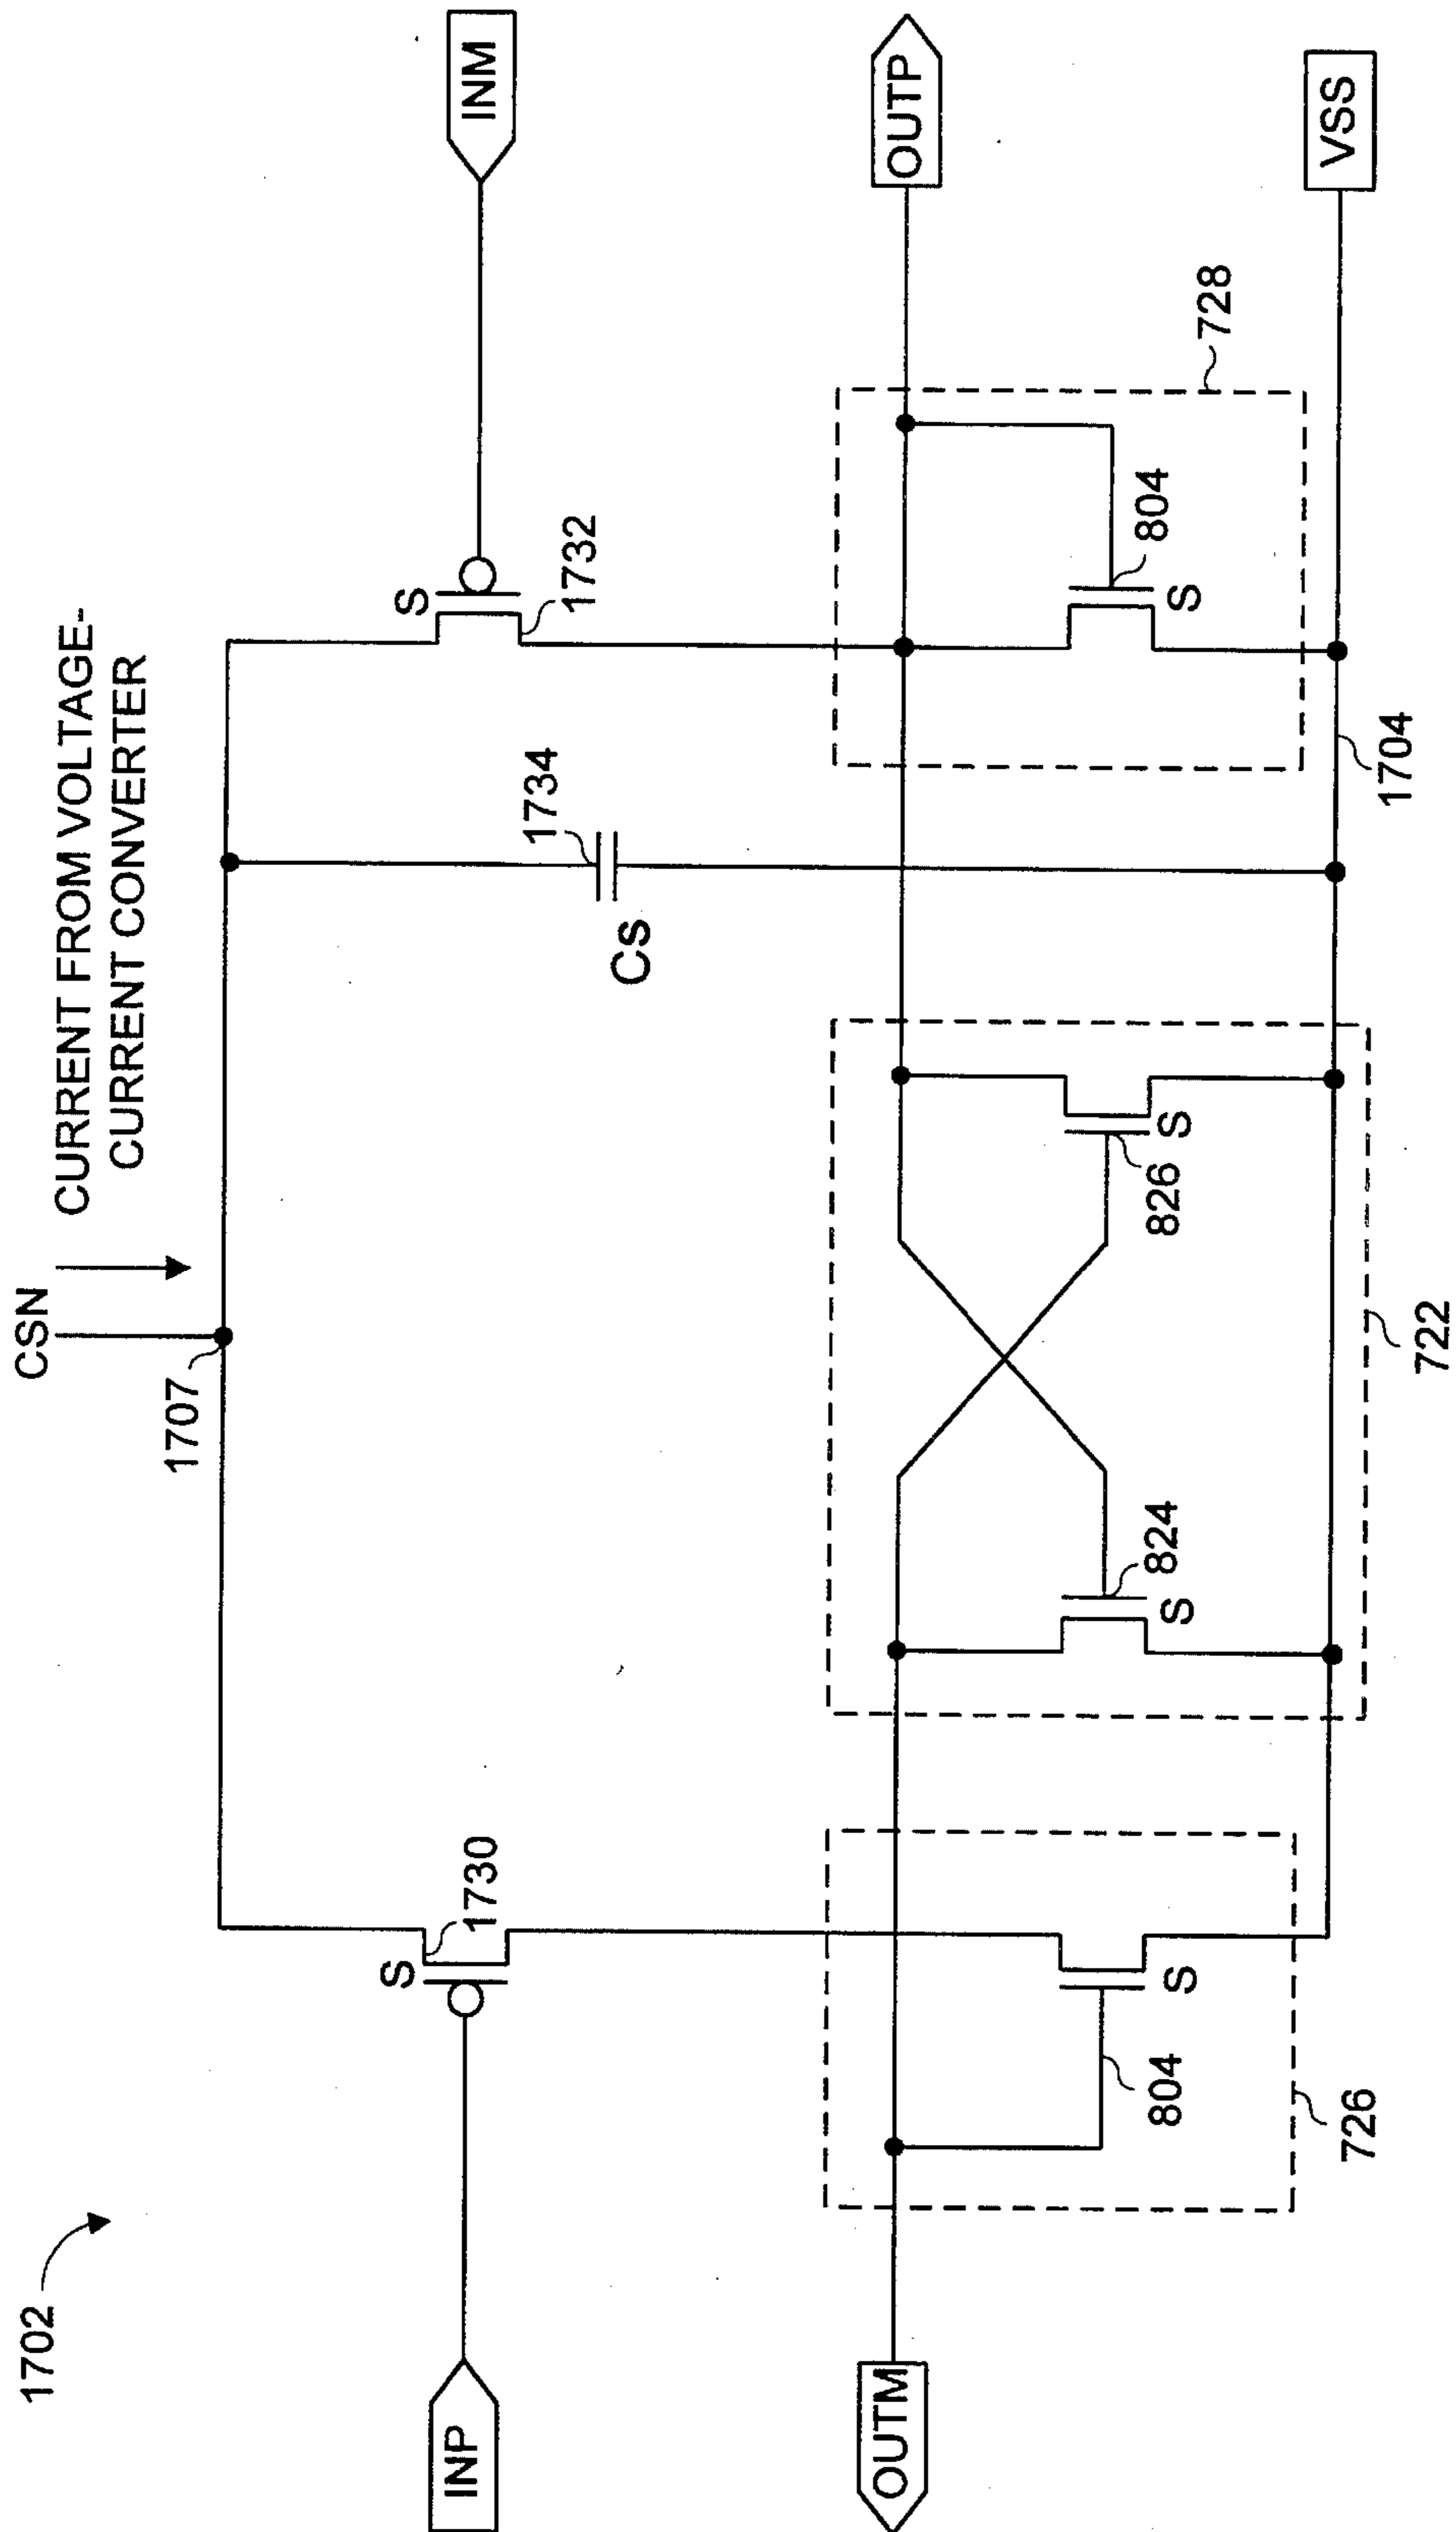 1702
CSN
CURRENT FROM VOLTAGE-
CURRENT CONVERTER
1707
INP
S
1730
S
1732
INM
1734
Cs
OUTM
OUTP
804
S
726
824
S
826
S
722
804
S
728
1704
VSS